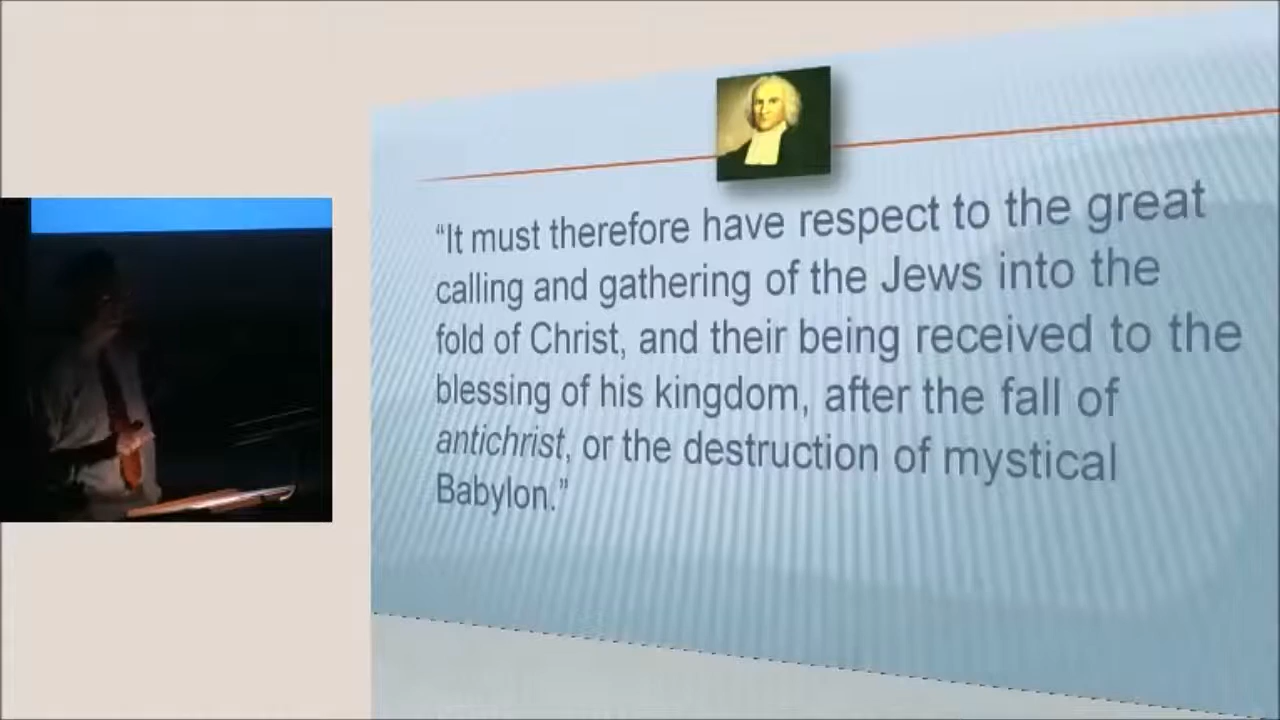 “It must therefore have respect to the great
calling and gathering of the Jews into the
fold of Christ, and their being received to the
blessing of his kingdom, after the fall of
antichrist, or the destruction of mystical
Babylon.”